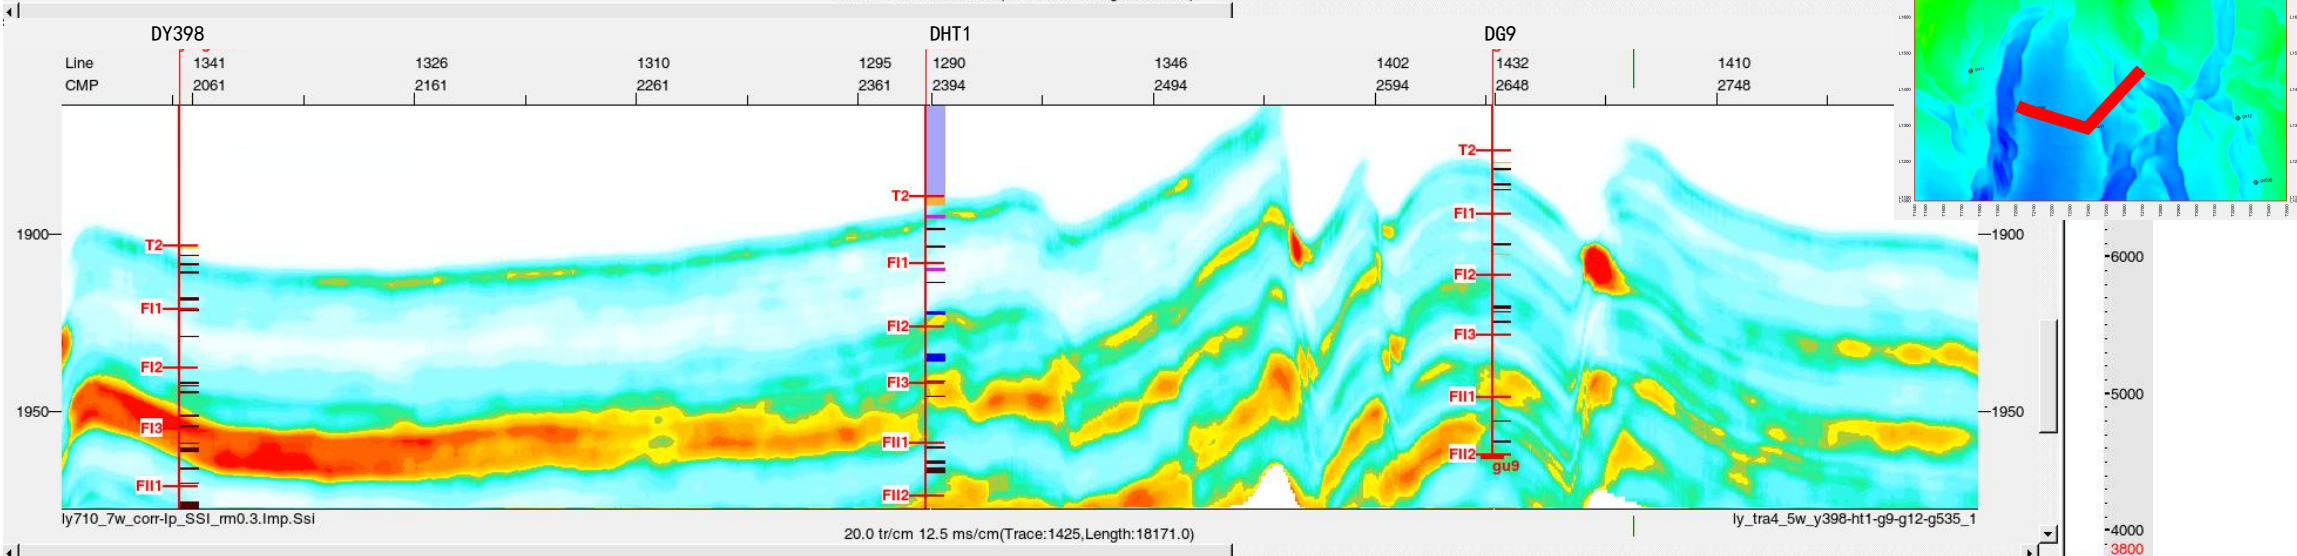 DY398 DHT1 DG9
Line 1341 1326 1310 1295 1290 1346 1402 1432 1410
CMP 2061 2161 2261 2361 2394 2494 2594 2648 2748
T2
T2
T2
FI1
1900 1900
FI1
FI1
FI2
FI2
FI2
FI3
FI3
FI3
FII1
1950 1950
FII1
FII1
FII2
FII2
gu9
6000
5000
4000
3800
ly710_7w_corr-Ip_SSI_rm0.3.Imp.Ssi
ly_tra4_5w_y398-ht1-g9-g12-g535_1
20.0 tr/cm 12.5 ms/cm(Trace:1425,Length:18171.0)